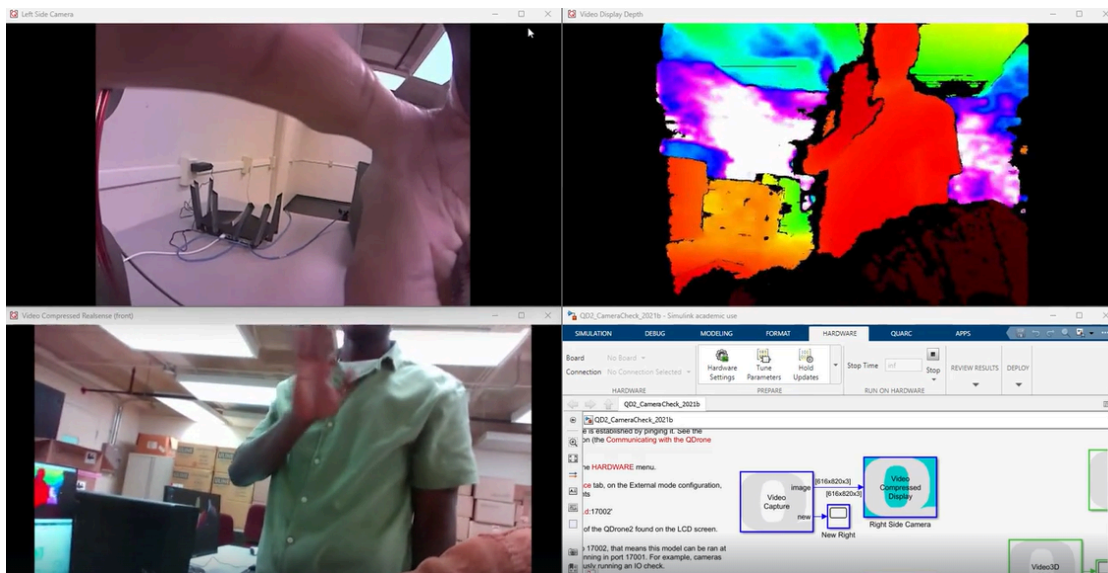 Left Side Camera
Video Display Depth
Video Compressed Realsense (front)
QD2_CameraCheck_2021b - Simulink academic use
SIMULATION DEBUG MODELING FORMAT HARDWARE QUARC APPS
Board No Board
Connection No Connection Selected
Hardware Settings
Tune Parameters
Hold Updates
Stop Time inf
Stop
REVIEW RESULTS
DEPLOY
HARDWARE PREPARE RUN ON HARDWARE
QD2_CameraCheck_2021b
QD2_CameraCheck_2021b
e is established by pinging it. See the
on (the Communicating with the QDrone
he HARDWARE menu.
ce tab, on the External mode configuration,
nts
d:17002'
of the QDrone2 found on the LCD screen.
17002, that means this model can be ran at
nning in port 17001. For example, cameras
usly running an IO check.
Video Capture
image
new
[616x820x3]
[616x820x3]
Video Compressed Display
Right Side Camera
New Right
Video3D